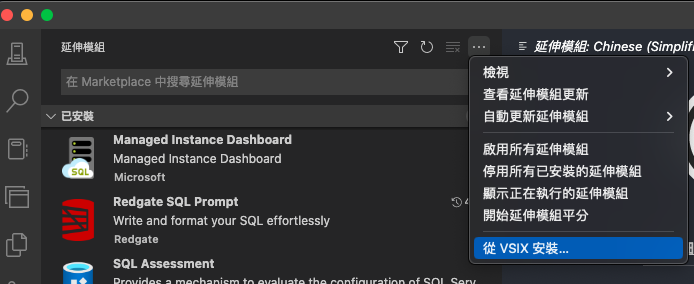 延伸模組
延伸模組: Chinese (Simplifi
在 Marketplace 中搜尋延伸模組
已安裝
Managed Instance Dashboard
Managed Instance Dashboard
Microsoft
Redgate SQL Prompt
Write and format your SQL effortlessly
Redgate
SQL Assessment
Provides a mechanism to evaluate the configuration of SQL Serv
SQL
檢視
查看延伸模組更新
自動更新延伸模組
啟用所有延伸模組
停用所有已安裝的延伸模組
顯示正在執行的延伸模組
開始延伸模組平分
從 VSIX 安裝...